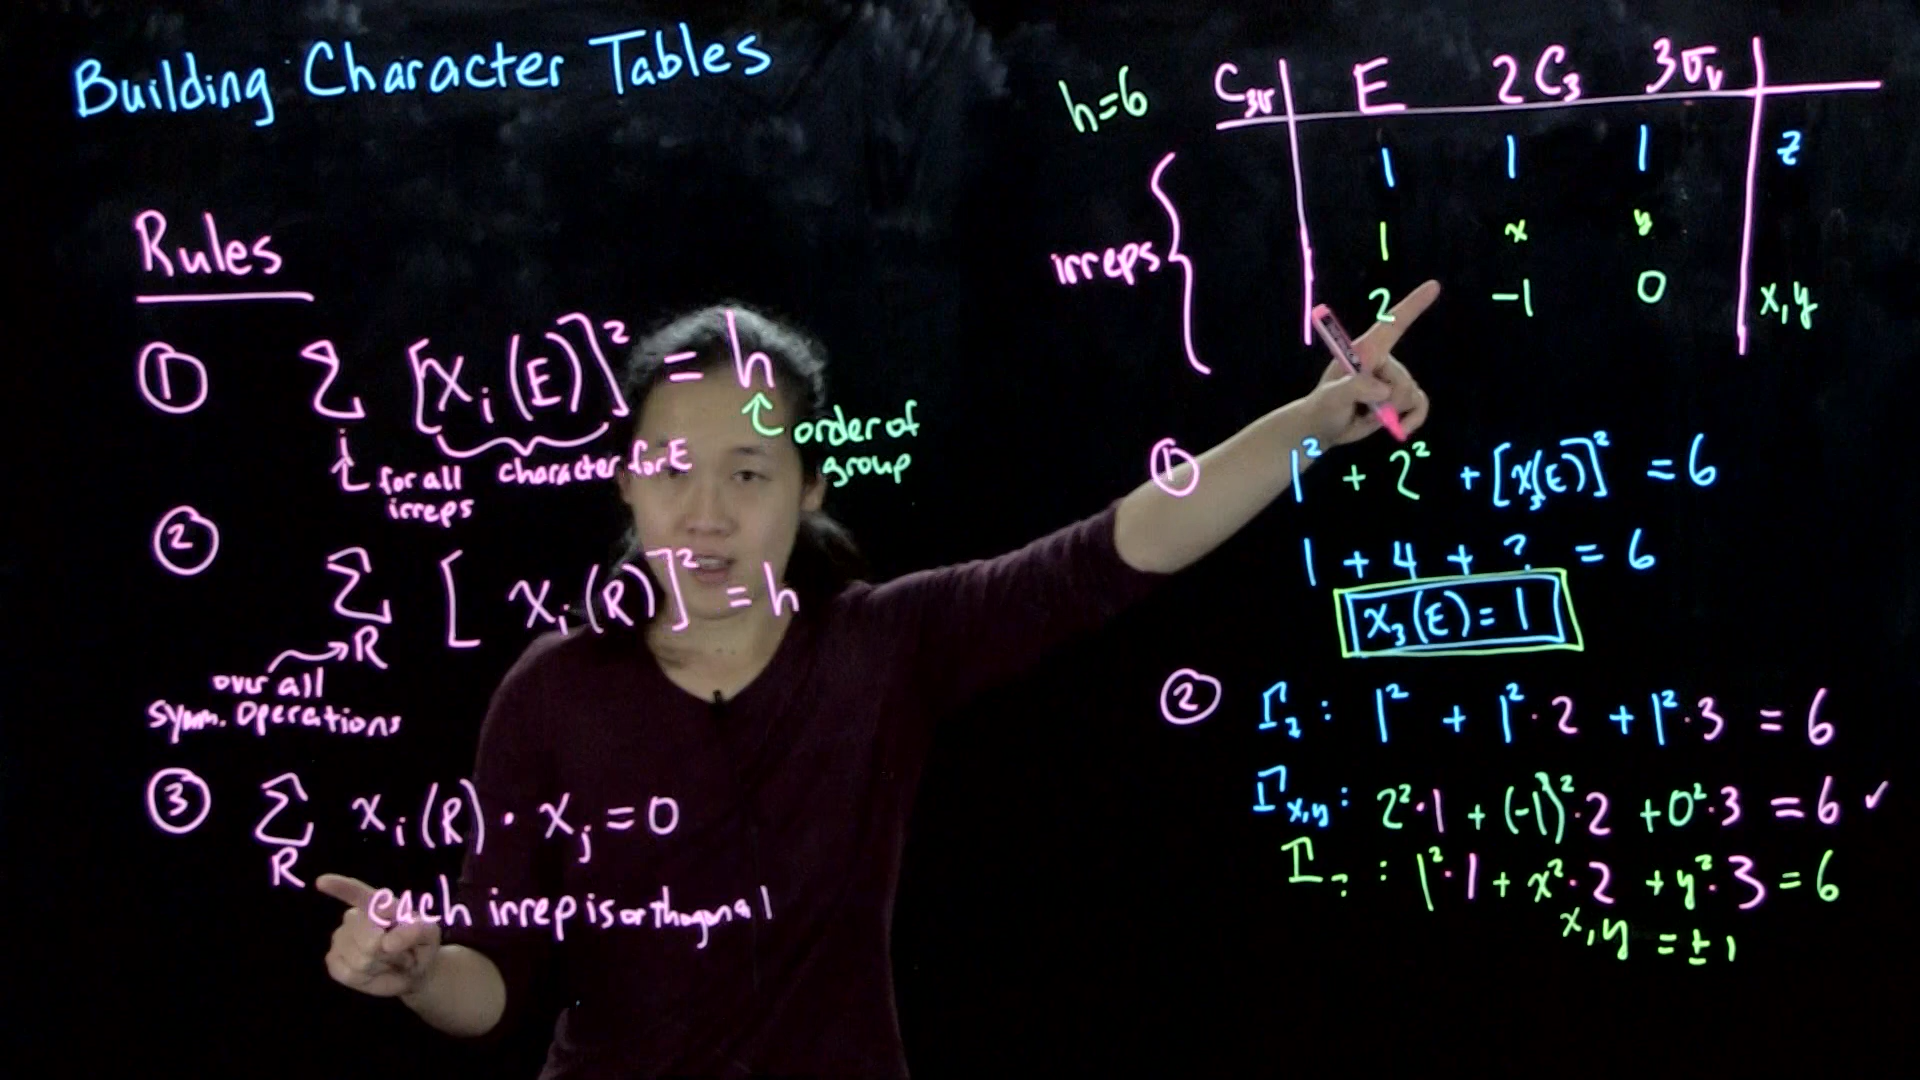 Building Character Tables
Rules
① Σ [χᵢ(E)]² = h
i
for all irreps
character for E
order of group
② Σ [χᵢ(R)]² = h
R
over all
symm. Operations
③ Σ χᵢ(R) · χⱼ = 0
R
each irrep is orthogonal
h=6
C₃ᵥ E 2C₃ 3σᵥ
irreps
1 1 1 z
1 x y
2 -1 0 x,y
① 1² + 2² + [χ₃(E)]² = 6
1 + 4 + ? = 6
χ₃(E) = 1
② Γz : 1² + 1²·2 + 1²·3 = 6
Γx,y : 2²·1 + (-1)²·2 + 0²·3 = 6 ✓
Γ? : 1²·1 + x²·2 + y²·3 = 6
x,y = ±1